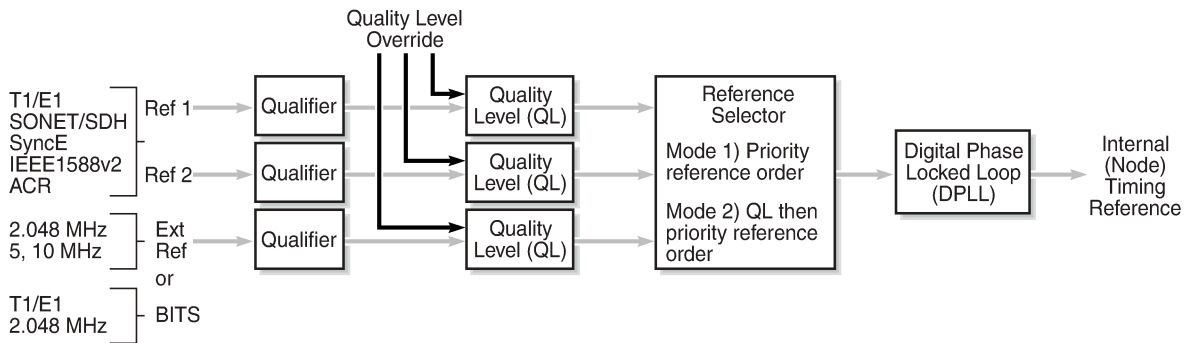 Quality Level
Override
T1/E1
SONET/SDH
SyncE
IEEE1588v2
ACR
Ref 1
Ref 2
Qualifier
Quality
Level (QL)
Qualifier
Quality
Level (QL)
2.048 MHz
5, 10 MHz
Ext
Ref
or
BITS
T1/E1
2.048 MHz
Qualifier
Quality
Level (QL)
Reference
Selector
Mode 1) Priority
reference order
Mode 2) QL then
priority reference
order
Digital Phase
Locked Loop
(DPLL)
Internal
(Node)
Timing
Reference